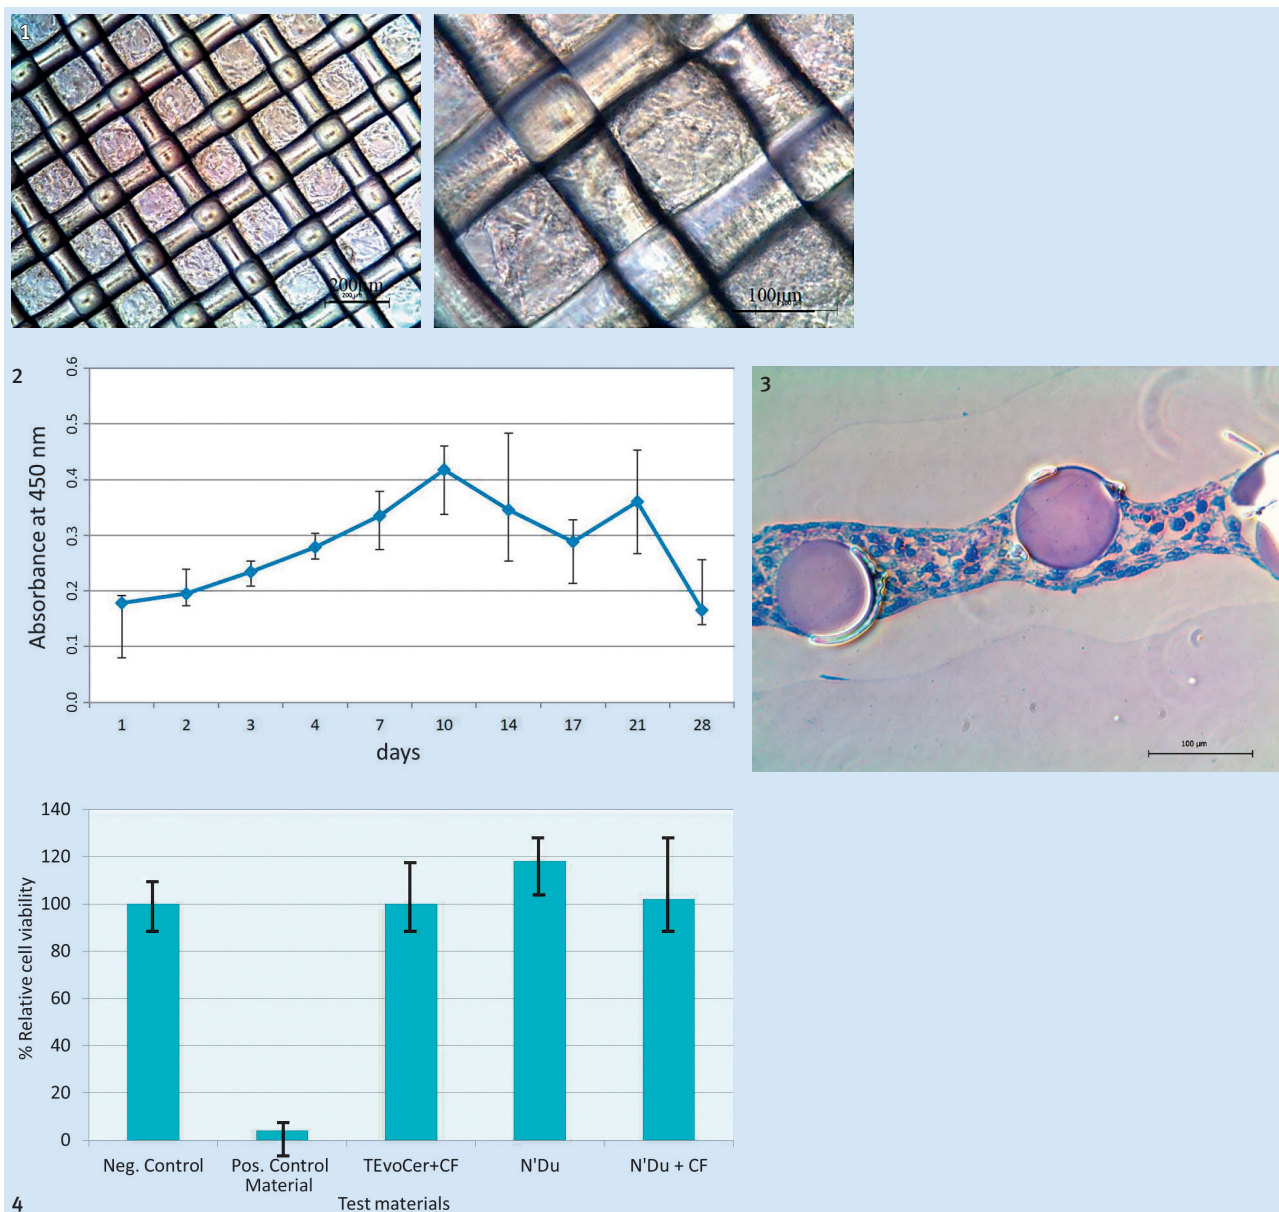 1
200μm
200 μm
100μm
2
0.6
0.5
0.4
0.3
0.2
0.1
0.0
Absorbance at 450 nm
1 2 3 4 7 10 14 17 21 28
days
3
100 μm
140
120
100
80
60
40
20
0
% Relative cell viability
Neg. Control Pos. Control TEvoCer+CF N'Du N'Du + CF
Material
Test materials
4